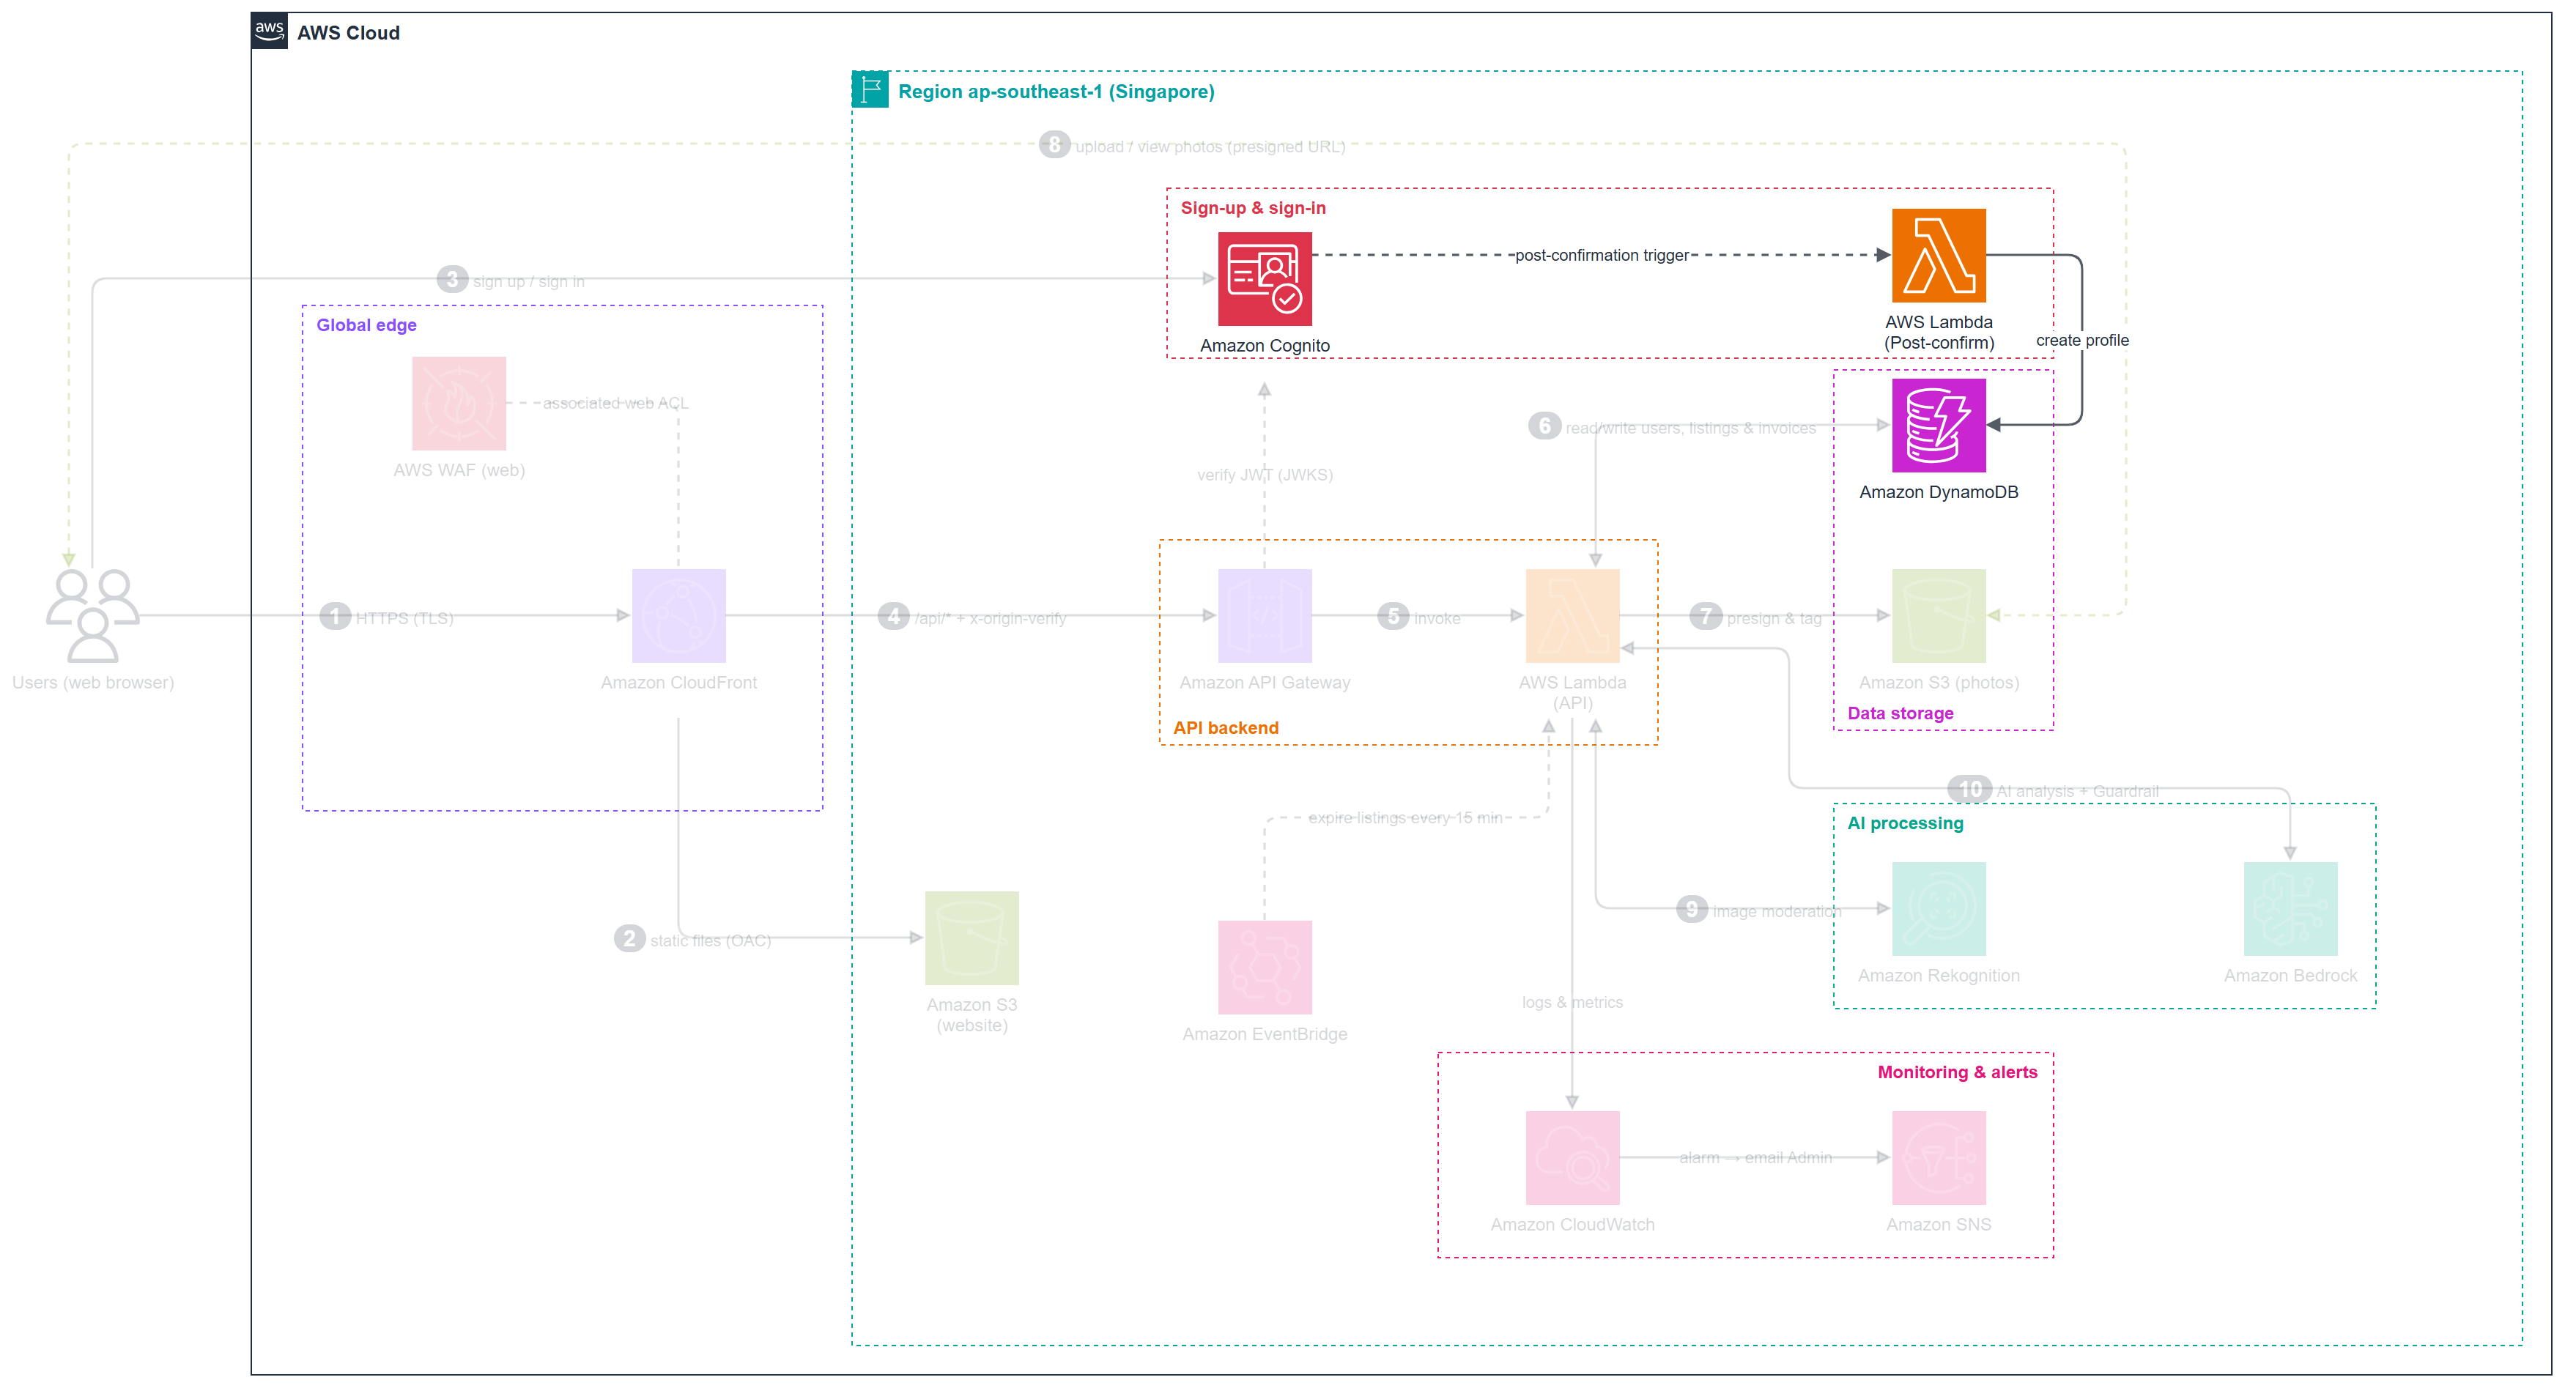 aws
AWS Cloud
Region ap-southeast-1 (Singapore)
8 upload / view photos (presigned URL)
Sign-up & sign-in
post-confirmation trigger
3 sign up / sign in
Amazon Cognito
AWS Lambda
(Post-confirm)
create profile
Global edge
associated web ACL
AWS WAF (web)
6 read/write users, listings & invoices
verify JWT (JWKS)
Amazon DynamoDB
1 HTTPS (TLS)
4 /api/* + x-origin-verify
5 invoke
7 presign & tag
Users (web browser)
Amazon CloudFront
Amazon API Gateway
AWS Lambda
(API)
Amazon S3 (photos)
Data storage
API backend
10 AI analysis + Guardrail
expire listings every 15 min
AI processing
9 image moderation
2 static files (OAC)
Amazon S3
(website)
Amazon Rekognition
Amazon Bedrock
logs & metrics
Amazon EventBridge
Monitoring & alerts
alarm → email Admin
Amazon CloudWatch
Amazon SNS